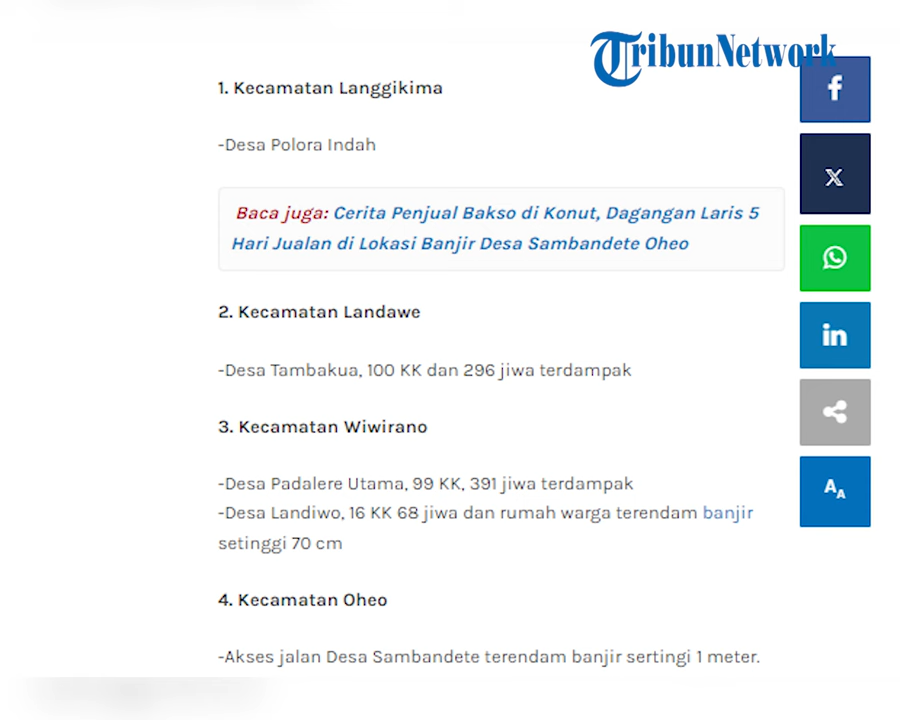 TribunNetwork
1. Kecamatan Langgikima
-Desa Polora Indah
Baca juga: Cerita Penjual Bakso di Konut, Dagangan Laris 5
Hari Jualan di Lokasi Banjir Desa Sambandete Oheo
2. Kecamatan Landawe
-Desa Tambakua, 100 KK dan 296 jiwa terdampak
3. Kecamatan Wiwirano
-Desa Padalere Utama, 99 KK, 391 jiwa terdampak
-Desa Landiwo, 16 KK 68 jiwa dan rumah warga terendam banjir
setinggi 70 cm
4. Kecamatan Oheo
-Akses jalan Desa Sambandete terendam banjir sertingi 1 meter.
f
X
in
AA